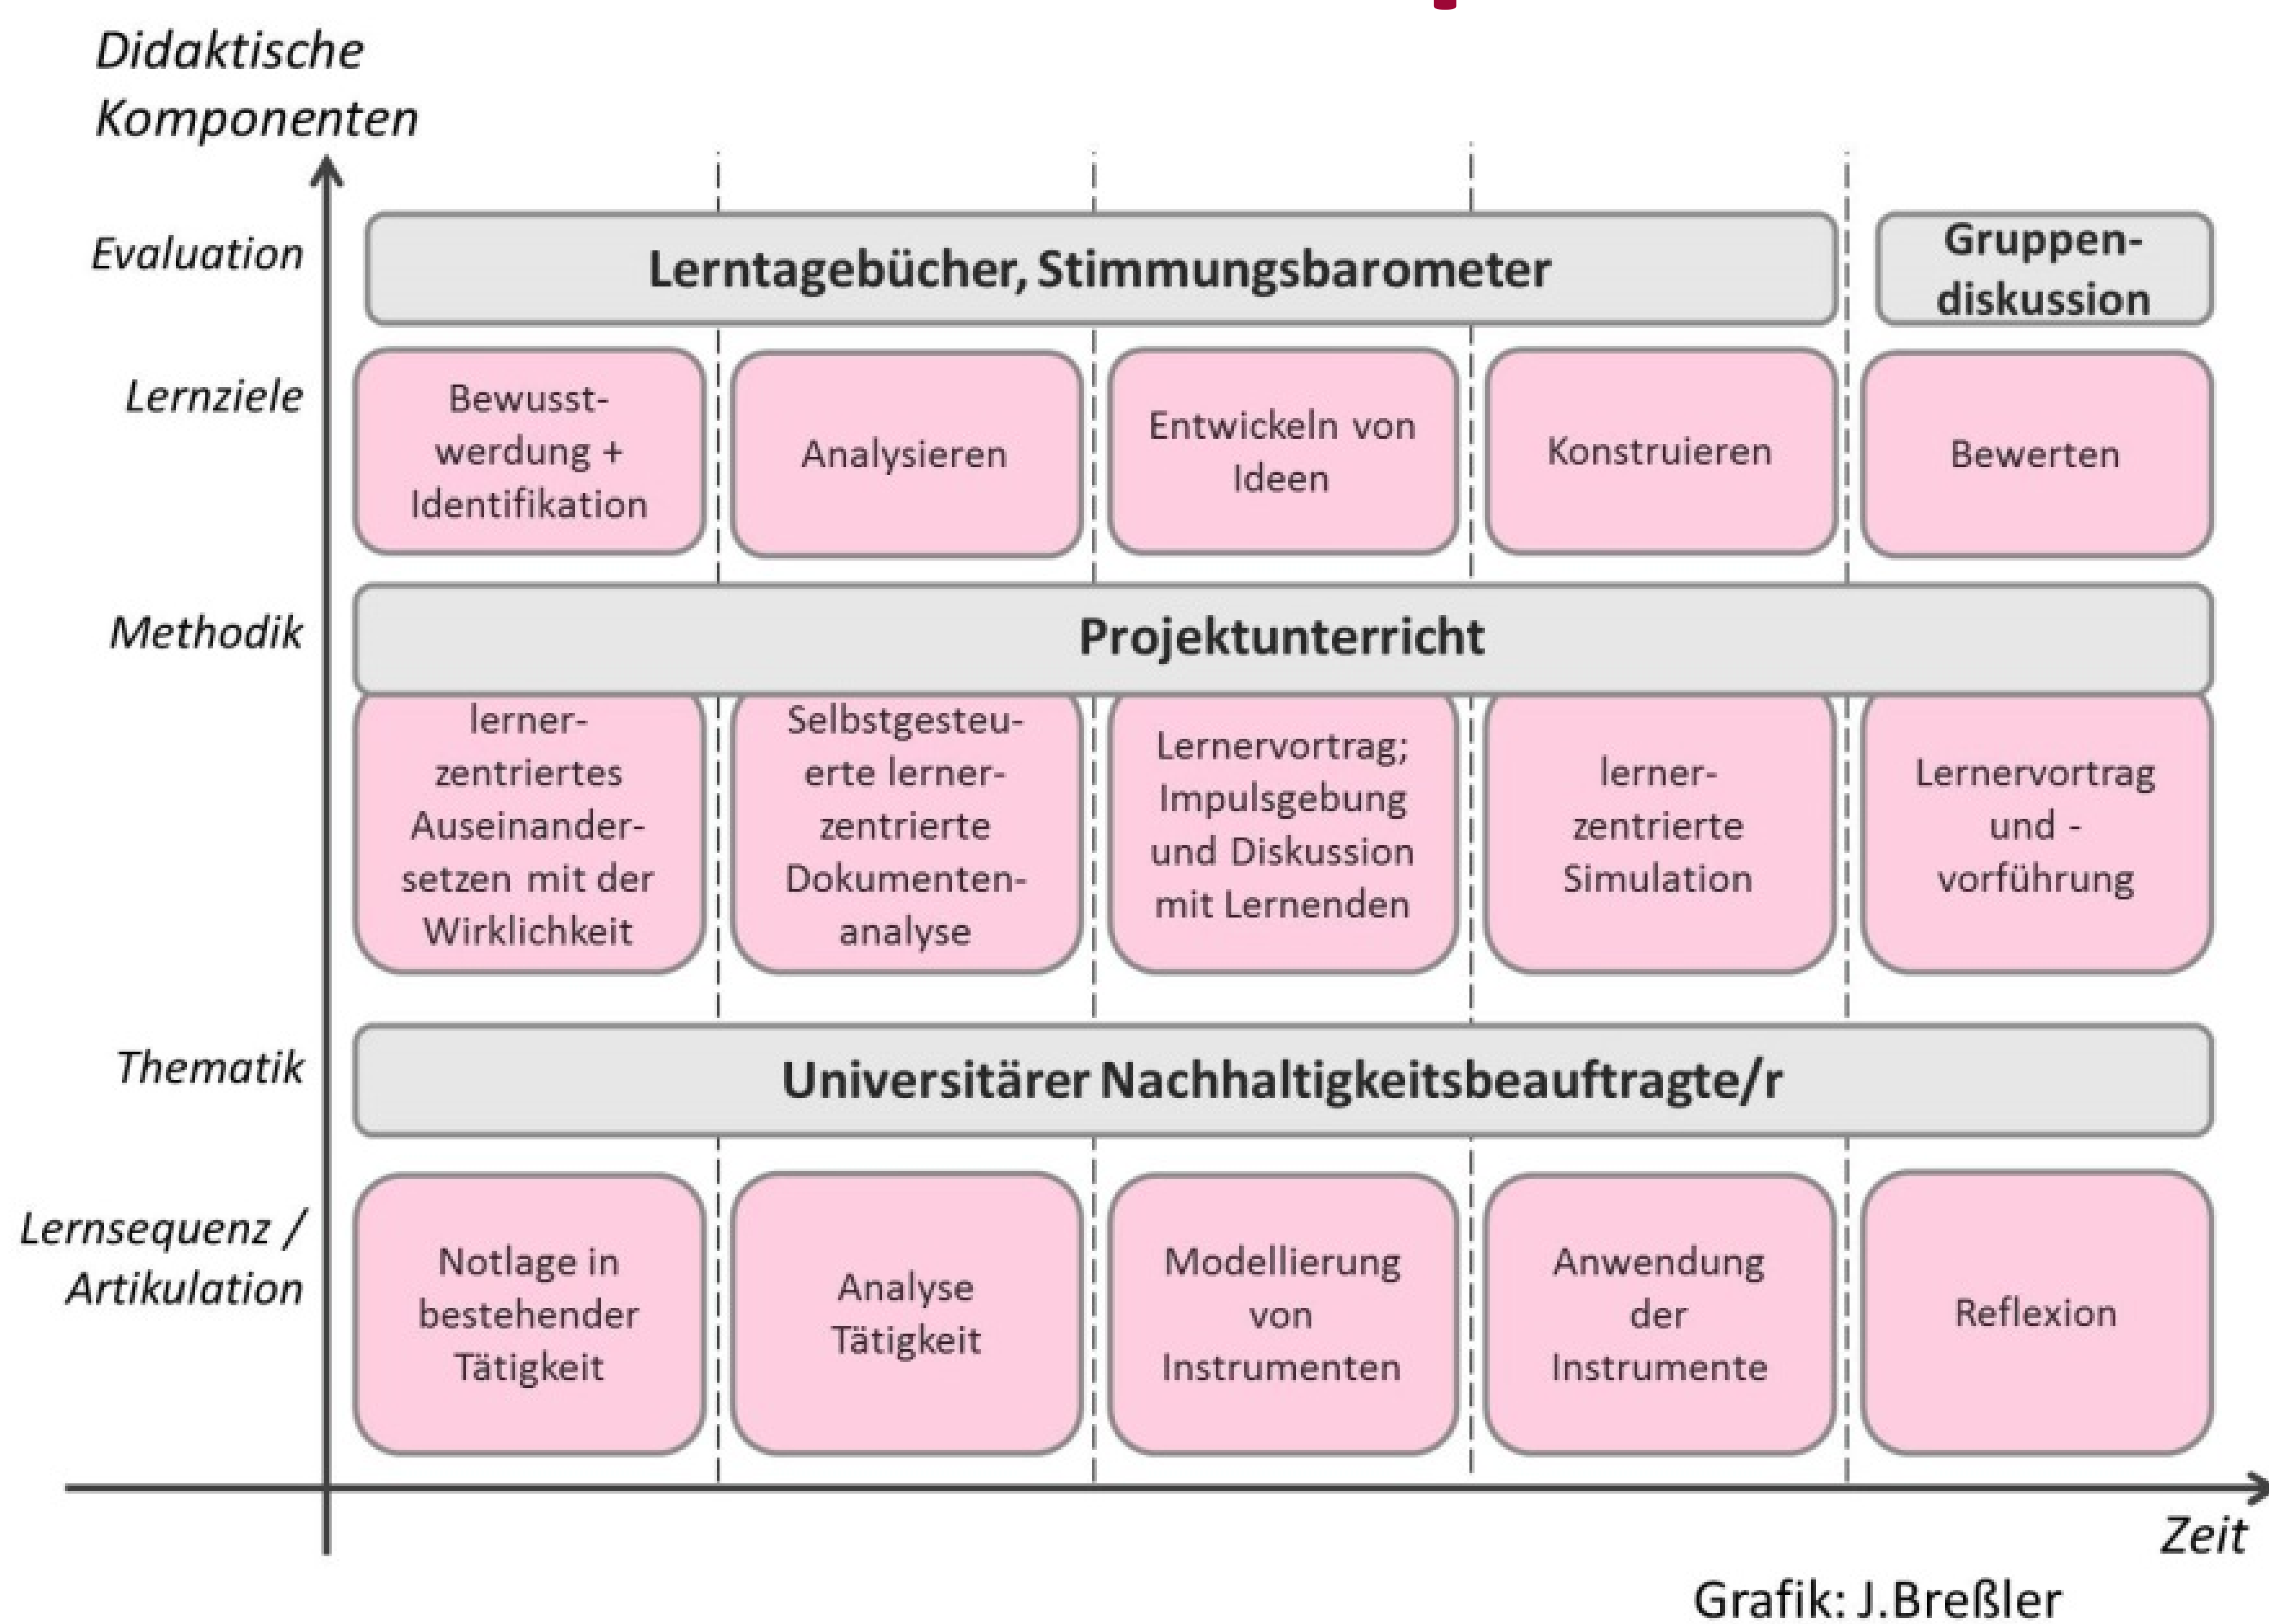 Didaktische
Komponenten
Evaluation
Lerntagebücher, Stimmungsbarometer
Gruppen-
diskussion
Lernziele
Bewusst-
werdung +
Identifikation
Analysieren
Entwickeln von
Ideen
Konstruieren
Bewerten
Methodik
Projektunterricht
lerner-
zentriertes
Auseinander-
setzen mit der
Wirklichkeit
Selbstgesteu-
erte lerner-
zentrierte
Dokumenten-
analyse
Lernervortrag;
Impulsgebung
und Diskussion
mit Lernenden
lerner-
zentrierte
Simulation
Lernervortrag
und -
vorführung
Thematik
Universitärer Nachhaltigkeitsbeauftragte/r
Lernsequenz /
Artikulation
Notlage in
bestehender
Tätigkeit
Analyse
Tätigkeit
Modellierung
von
Instrumenten
Anwendung
der
Instrumente
Reflexion
Zeit
Grafik: J.Breßler